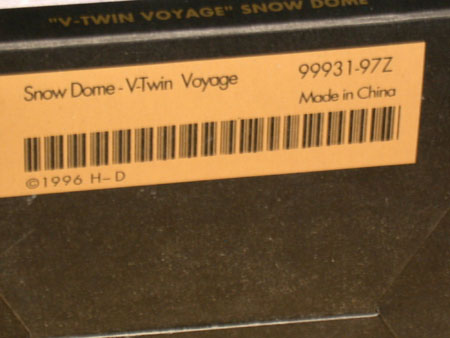 "V-TWIN VOYAGE" SNOW DOME
Snow Dome - V-Twin Voyage 99931-97Z
Made in China
©1996 H-D